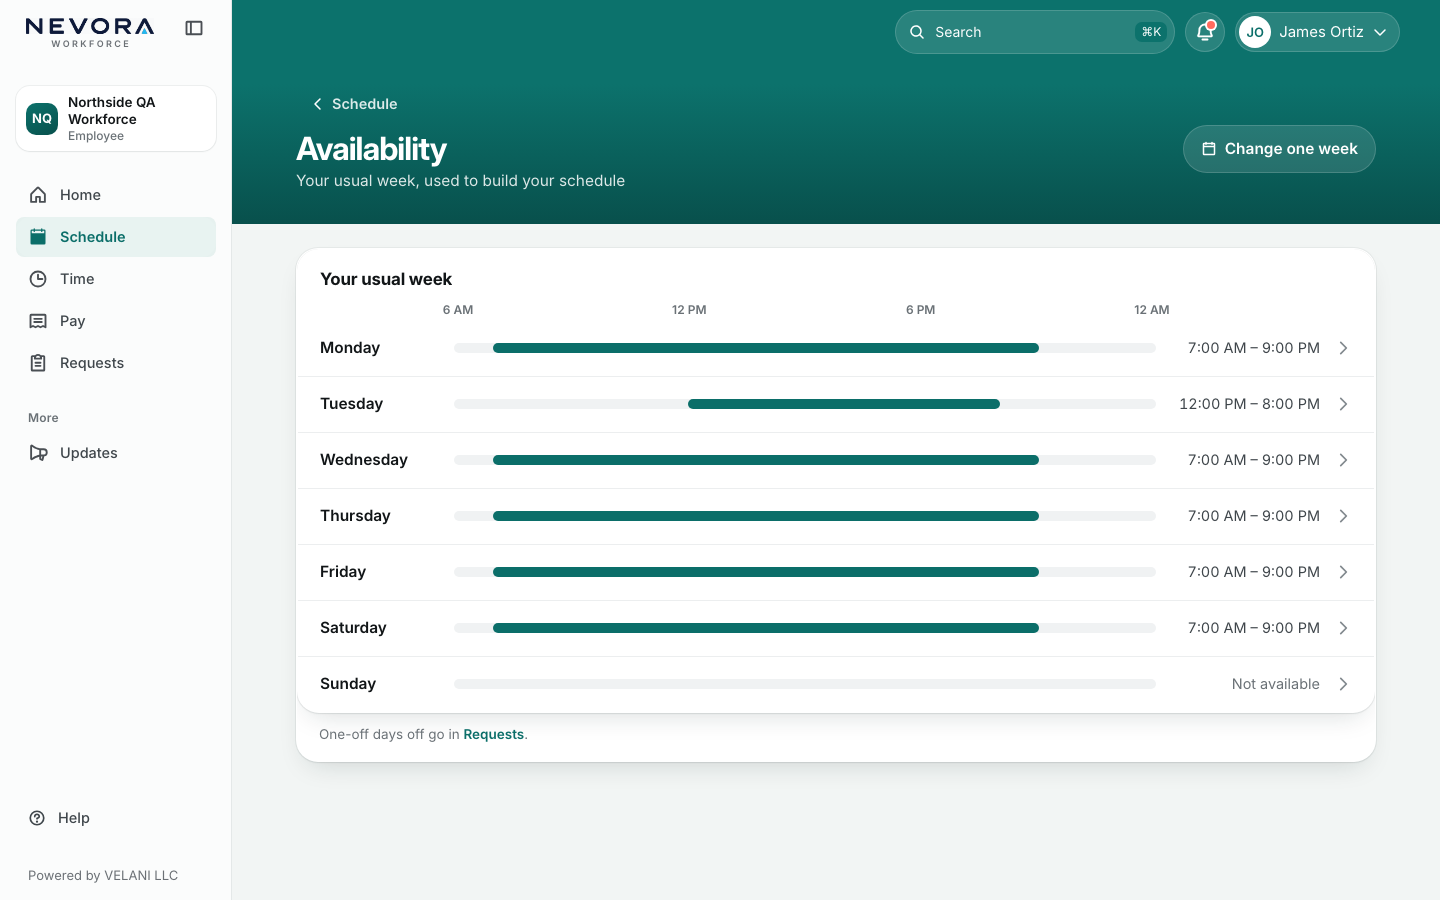 NEVORA
WORKFORCE
Search
⌘K
JO
James Ortiz
NQ
Northside QA
Workforce
Employee
Home
Schedule
Time
Pay
Requests
More
Updates
Help
Powered by VELANI LLC
Schedule
Availability
Your usual week, used to build your schedule
Change one week
Your usual week
6 AM 12 PM 6 PM 12 AM
Monday 7:00 AM – 9:00 PM
Tuesday 12:00 PM – 8:00 PM
Wednesday 7:00 AM – 9:00 PM
Thursday 7:00 AM – 9:00 PM
Friday 7:00 AM – 9:00 PM
Saturday 7:00 AM – 9:00 PM
Sunday Not available
One-off days off go in Requests.